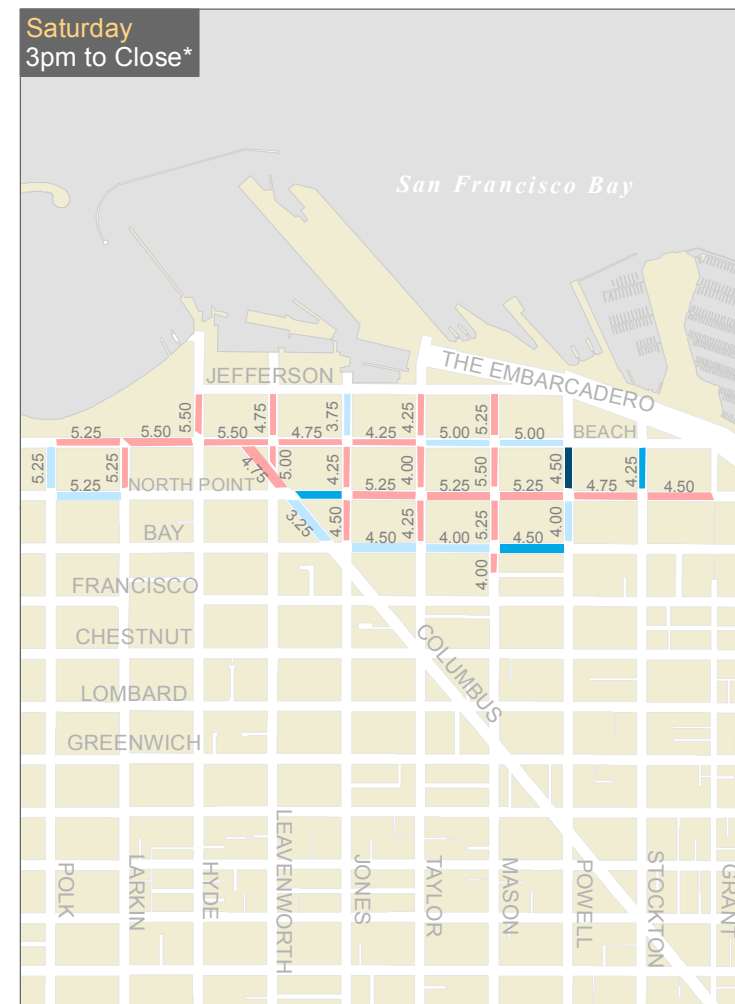 Saturday
3pm to Close*
San Francisco Bay
JEFFERSON
THE EMBARCADERO
5.50
4.75
3.75
4.25
5.25
5.25
5.50
5.50
4.75
4.25
5.00
5.00
BEACH
5.25
5.25
4.75
5.00
4.25
4.00
5.50
4.50
4.25
5.25
NORTH POINT
5.25
5.25
5.25
4.75
4.50
3.25
4.50
4.25
5.25
4.00
BAY
4.50
4.00
4.50
4.00
FRANCISCO
CHESTNUT
COLUMBUS
LOMBARD
GREENWICH
POLK
LARKIN
HYDE
LEAVENWORTH
JONES
TAYLOR
MASON
POWELL
STOCKTON
GRANT